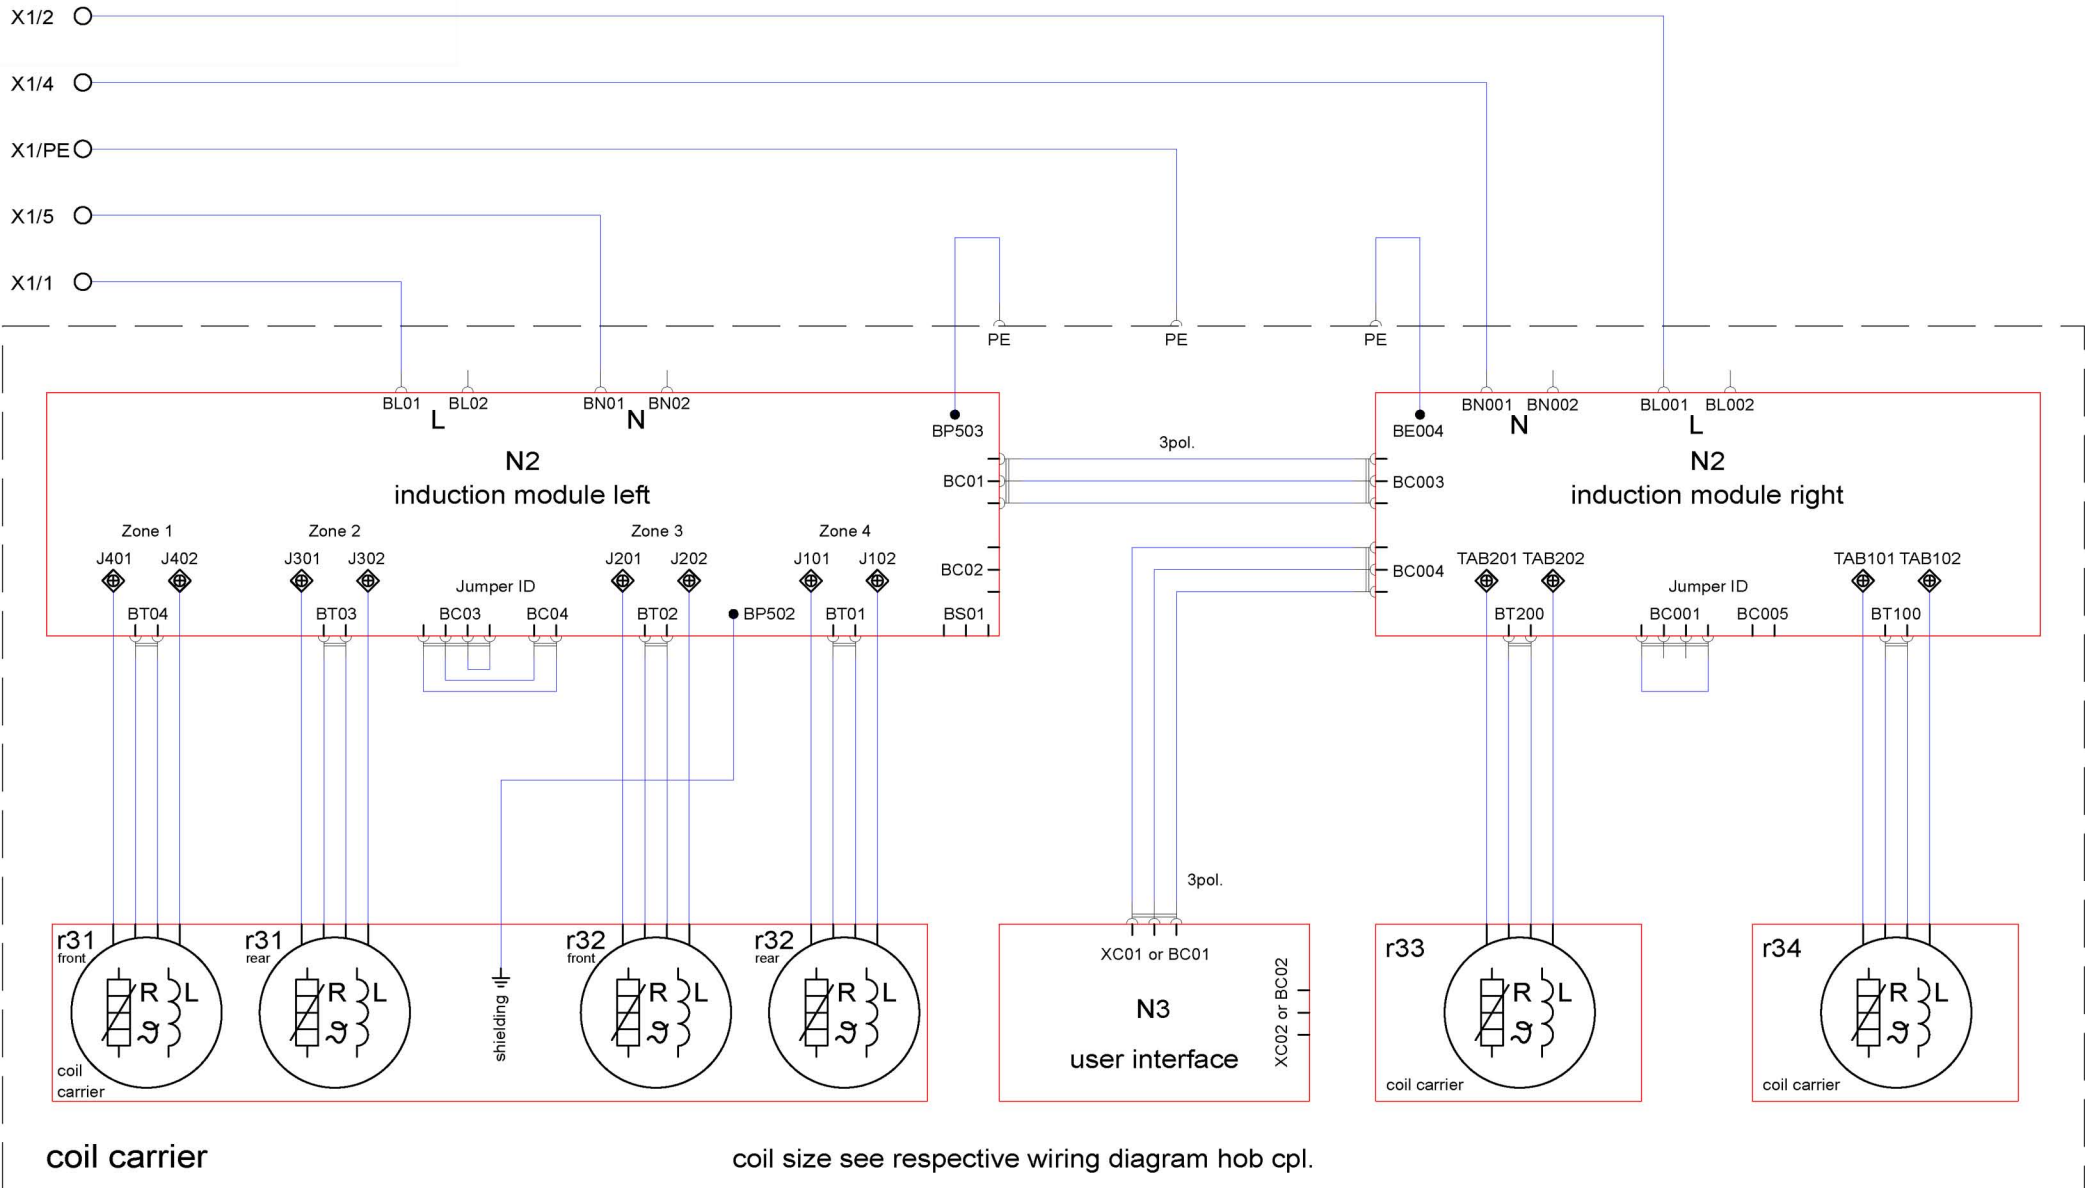 X1/2
X1/4
X1/PE
X1/5
X1/1
PE PE PE
BL01 BL02 BN01 BN02
L N
BP503
N2
induction module left
BC01
3pol.
Zone 1 Zone 2 Zone 3 Zone 4
J401 J402 J301 J302 J201 J202 J101 J102
Jumper ID
BC02
BT04 BT03 BC03 BC04 BT02 BP502 BT01 BS01
BN001 BN002 BL001 BL002
N L
BE004
N2
induction module right
BC003
BC004
TAB201 TAB202 TAB101 TAB102
Jumper ID
BT200 BC001 BC005 BT100
3pol.
r31
front
R L
ϑ
coil
carrier
r31
rear
R L
ϑ
shielding
r32
front
R L
ϑ
r32
rear
R L
ϑ
XC01 or BC01
N3
user interface
XC02 or BC02
r33
R L
ϑ
coil carrier
r34
R L
ϑ
coil carrier
coil carrier
coil size see respective wiring diagram hob cpl.